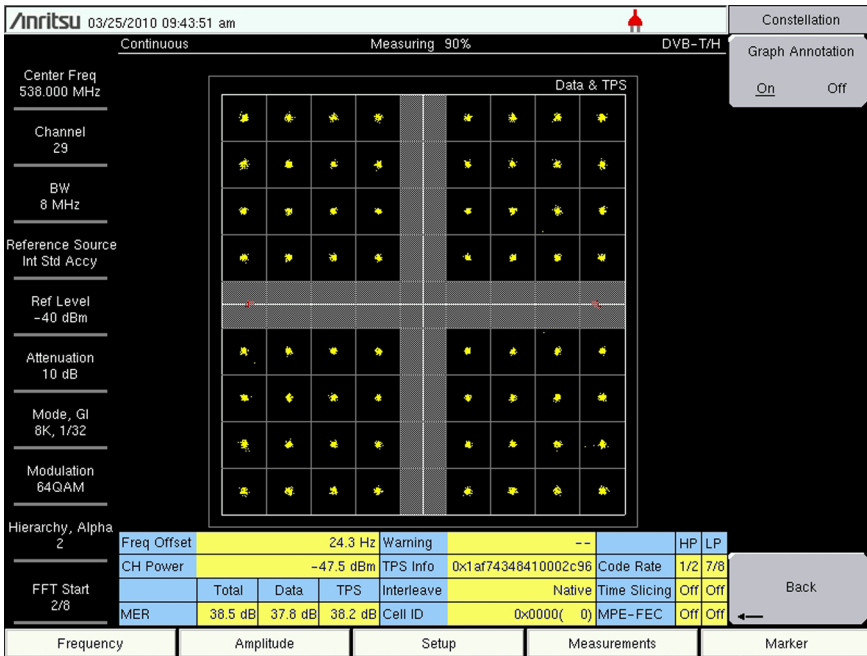 Anritsu 03/25/2010 09:43:51 am
Constellation
Continuous Measuring 90% DVB-T/H
Graph Annotation
On Off
Data & TPS
Center Freq
538.000 MHz
Channel
29
BW
8 MHz
Reference Source
Int Std Accy
Ref Level
-40 dBm
Attenuation
10 dB
Mode, GI
8K, 1/32
Modulation
64QAM
Hierarchy, Alpha
2
FFT Start
2/8
Freq Offset 24.3 Hz Warning -- HP LP
CH Power -47.5 dBm TPS Info 0x1af74348410002c96 Code Rate 1/2 7/8
Total Data TPS Interleave Native Time Slicing Off Off
MER 38.5 dB 37.8 dB 38.2 dB Cell ID 0x0000( 0) MPE-FEC Off Off
Back
Frequency Amplitude Setup Measurements Marker